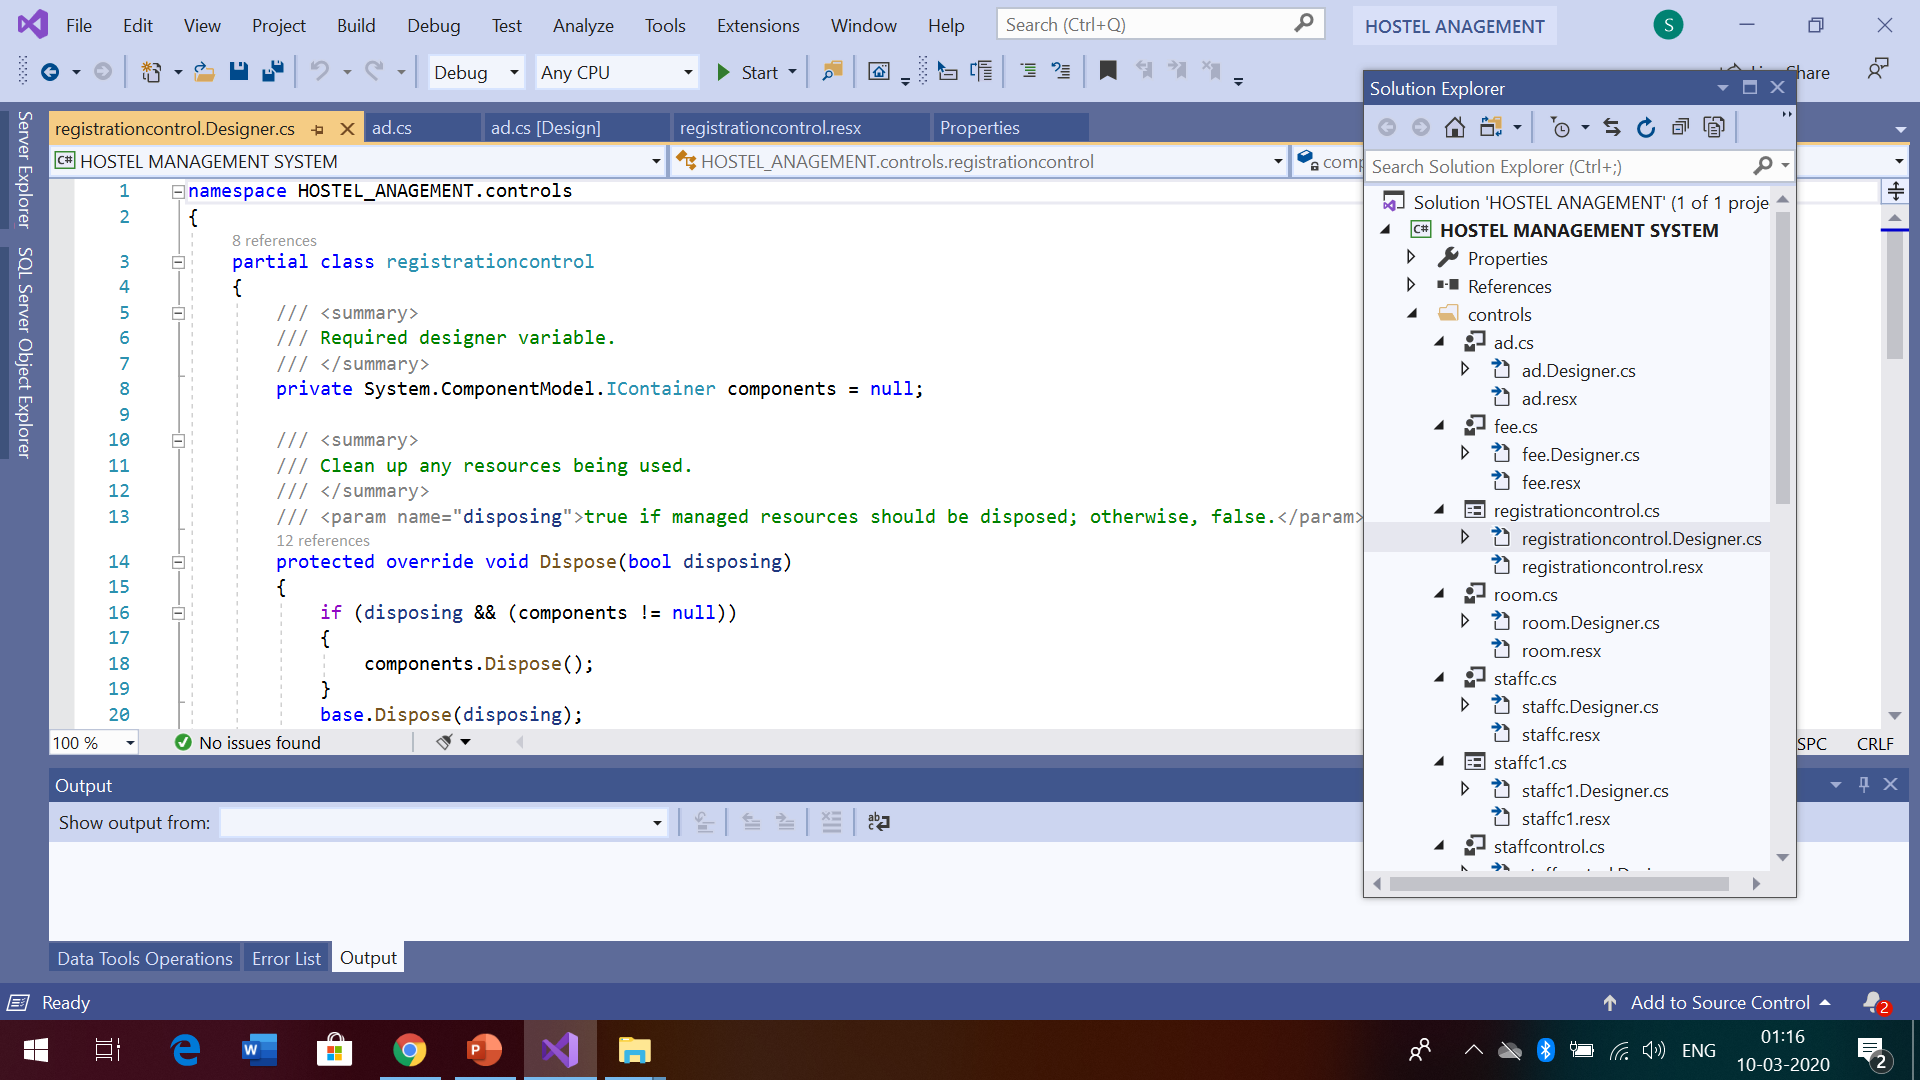 File Edit View Project Build Debug Test Analyze Tools Extensions Window Help Search (Ctrl+Q) HOSTEL ANAGEMENT S
Debug Any CPU Start Share
Server Explorer
SQL Server Object Explorer
registrationcontrol.Designer.cs ad.cs ad.cs [Design] registrationcontrol.resx Properties
C# HOSTEL MANAGEMENT SYSTEM HOSTEL_ANAGEMENT.controls.registrationcontrol comp
1 namespace HOSTEL_ANAGEMENT.controls
2 {
8 references
3 partial class registrationcontrol
4 {
5 /// <summary>
6 /// Required designer variable.
7 /// </summary>
8 private System.ComponentModel.IContainer components = null;
9
10 /// <summary>
11 /// Clean up any resources being used.
12 /// </summary>
13 /// <param name="disposing">true if managed resources should be disposed; otherwise, false.</param>
12 references
14 protected override void Dispose(bool disposing)
15 {
16 if (disposing && (components != null))
17 {
18 components.Dispose();
19 }
20 base.Dispose(disposing);
100 % No issues found SPC CRLF
Solution Explorer
Search Solution Explorer (Ctrl+;)
Solution 'HOSTEL ANAGEMENT' (1 of 1 proje
C# HOSTEL MANAGEMENT SYSTEM
Properties
References
controls
ad.cs
ad.Designer.cs
ad.resx
fee.cs
fee.Designer.cs
fee.resx
registrationcontrol.cs
registrationcontrol.Designer.cs
registrationcontrol.resx
room.cs
room.Designer.cs
room.resx
staffc.cs
staffc.Designer.cs
staffc.resx
staffc1.cs
staffc1.Designer.cs
staffc1.resx
staffcontrol.cs
Output
Show output from:
Data Tools Operations Error List Output
Ready Add to Source Control 2
ENG 01:16
10-03-2020 2